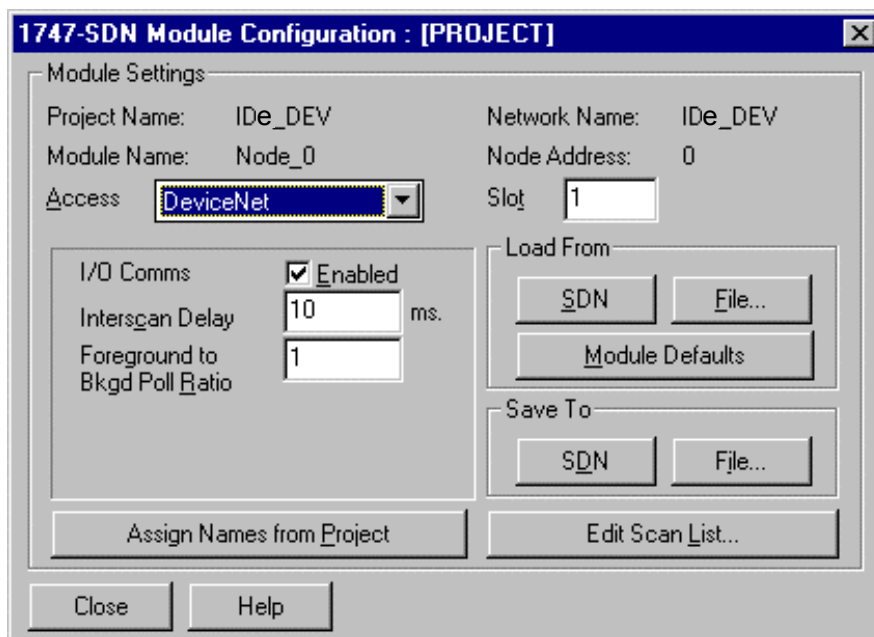 1747-SDN Module Configuration : [PROJECT]
Module Settings
Project Name: IDe_DEV
Network Name: IDe_DEV
Module Name: Node_0
Node Address: 0
Access DeviceNet
Slot 1
I/O Comms Enabled
Interscan Delay 10 ms.
Foreground to
Bkgd Poll Ratio 1
Load From
SDN File...
Module Defaults
Save To
SDN File...
Assign Names from Project
Edit Scan List...
Close Help